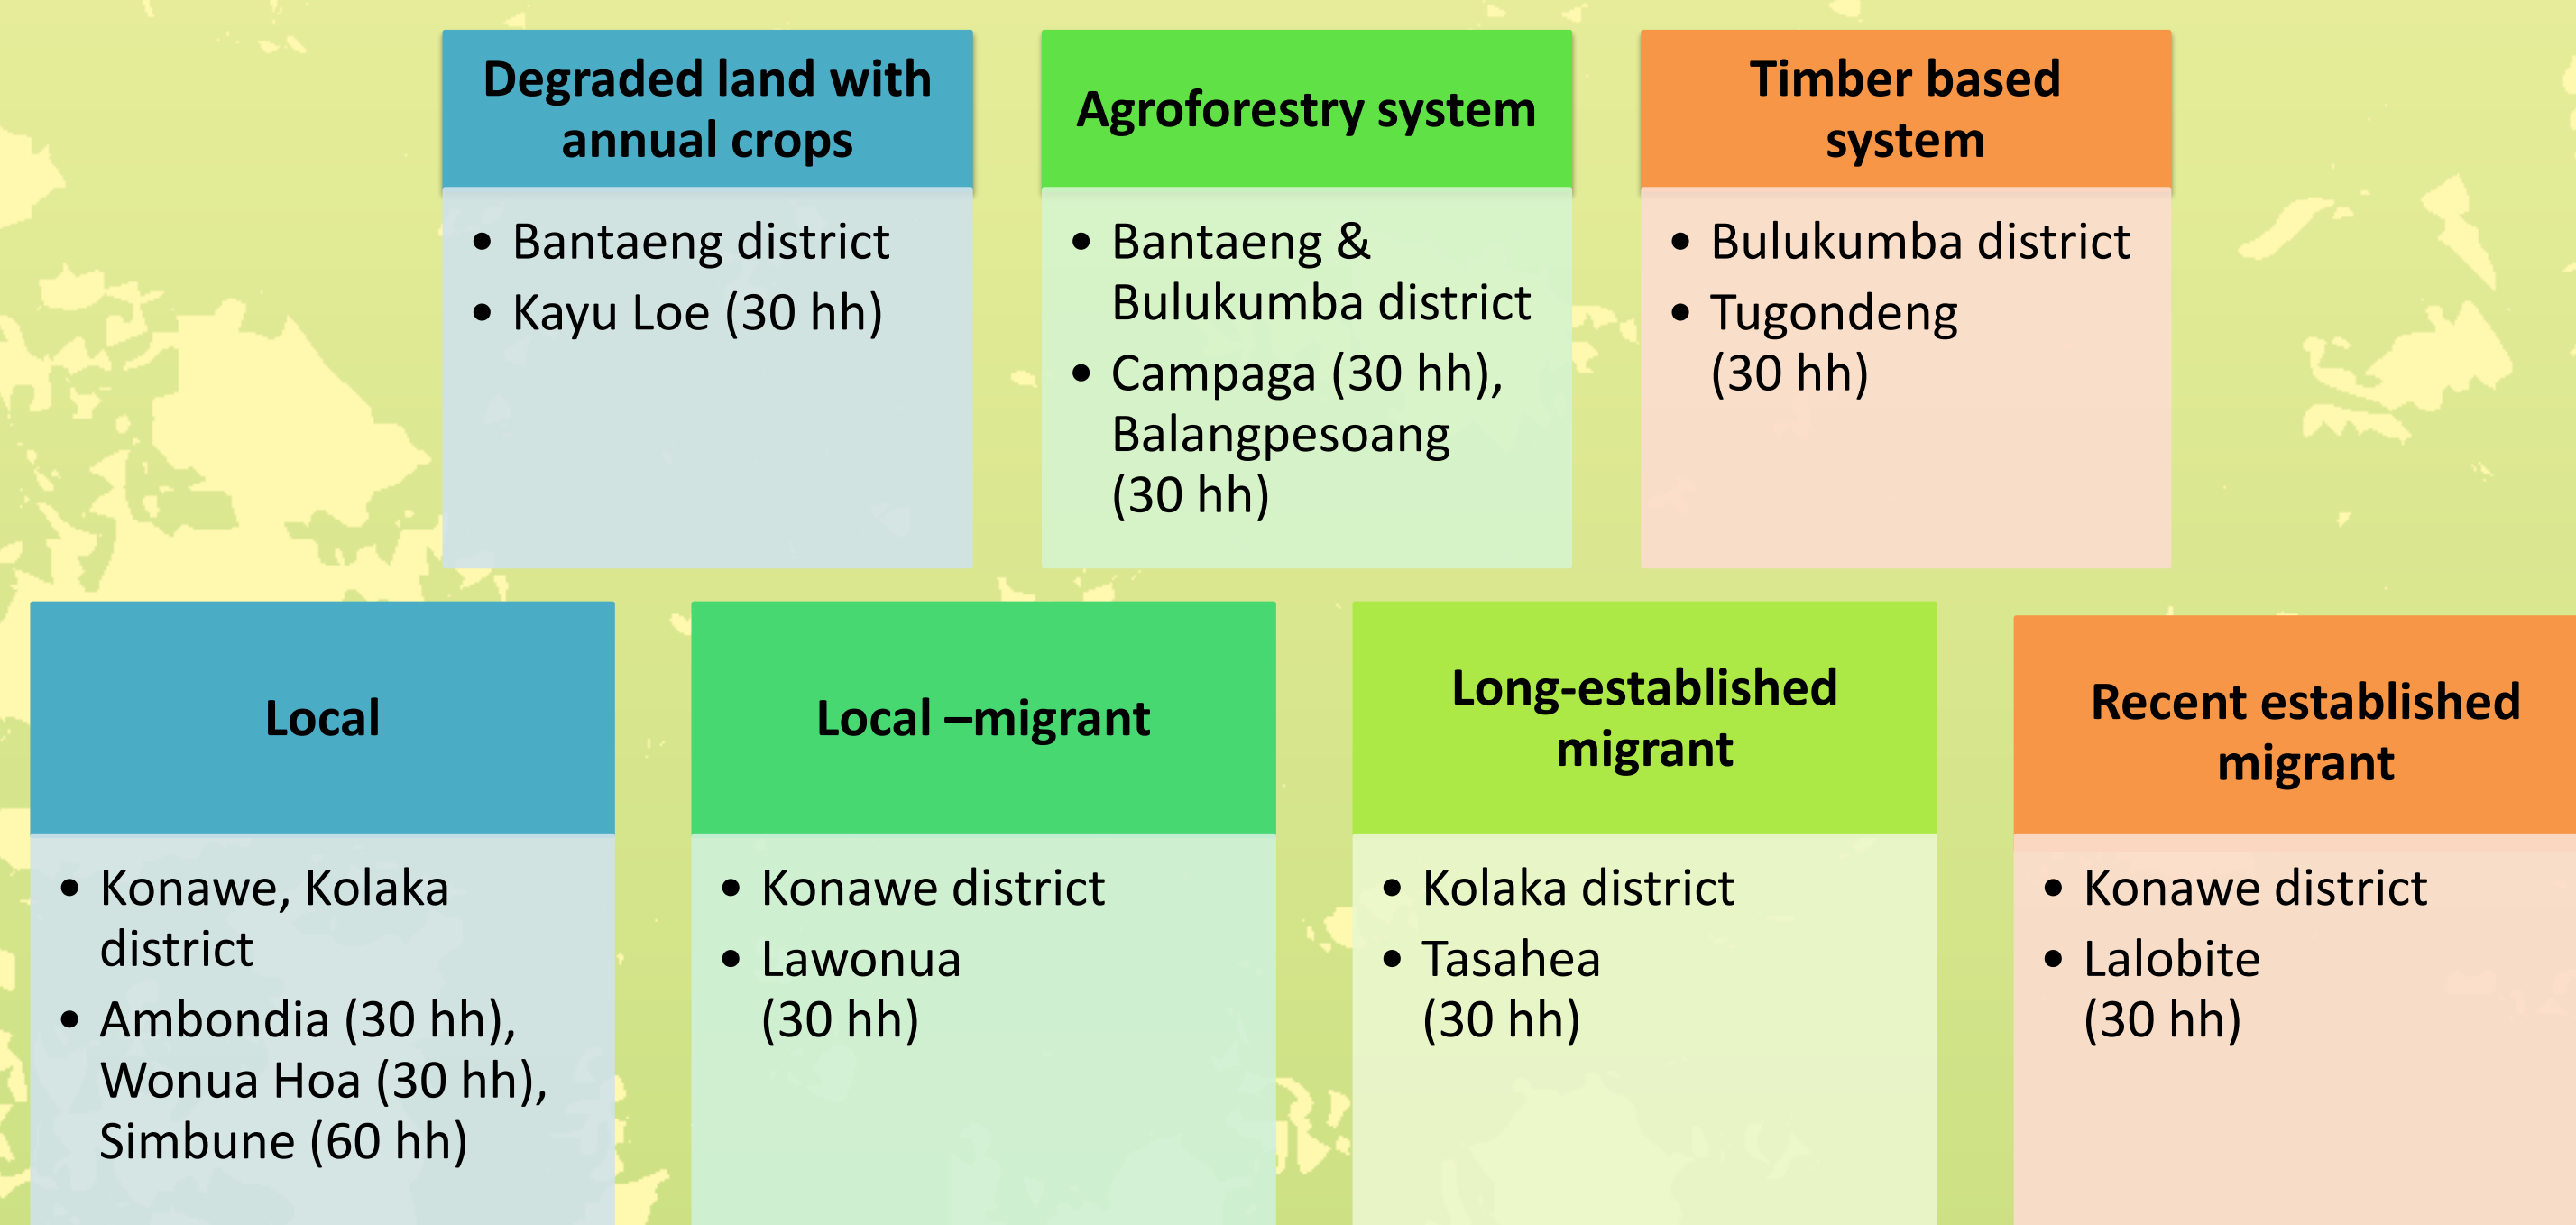 Degraded land with
annual crops
• Bantaeng district
• Kayu Loe (30 hh)
Agroforestry system
• Bantaeng &
Bulukumba district
• Campaga (30 hh),
Balangpesoang
(30 hh)
Timber based
system
• Bulukumba district
• Tugondeng
(30 hh)
Local
• Konawe, Kolaka
district
• Ambondia (30 hh),
Wonua Hoa (30 hh),
Simbune (60 hh)
Local –migrant
• Konawe district
• Lawonua
(30 hh)
Long-established
migrant
• Kolaka district
• Tasahea
(30 hh)
Recent established
migrant
• Konawe district
• Lalobite
(30 hh)